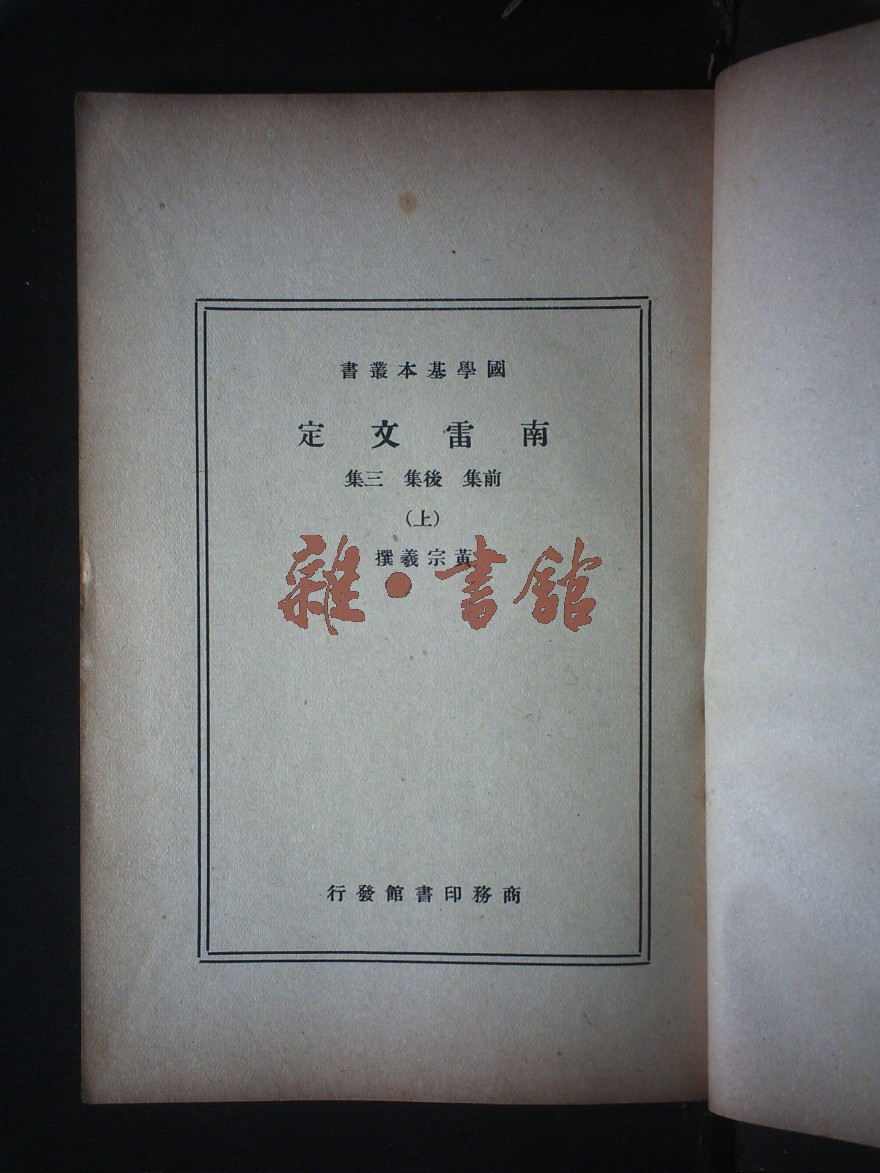 國學基本叢書
南雷文定
前集 後集 三集
（上）
黃宗羲撰
雜·書館
商務印書館發行